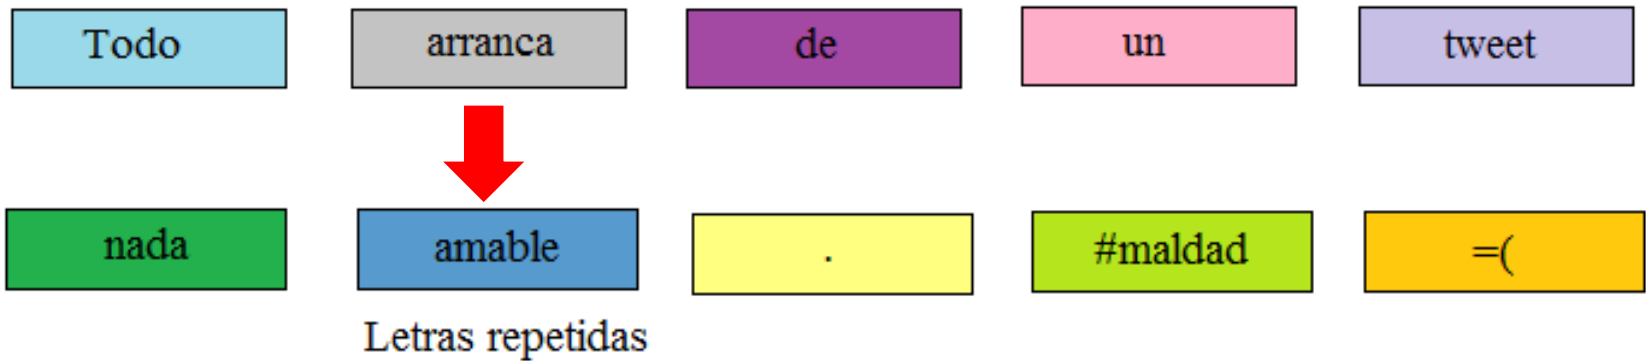 Todo arranca de un tweet
nada amable . #maldad =(
Letras repetidas